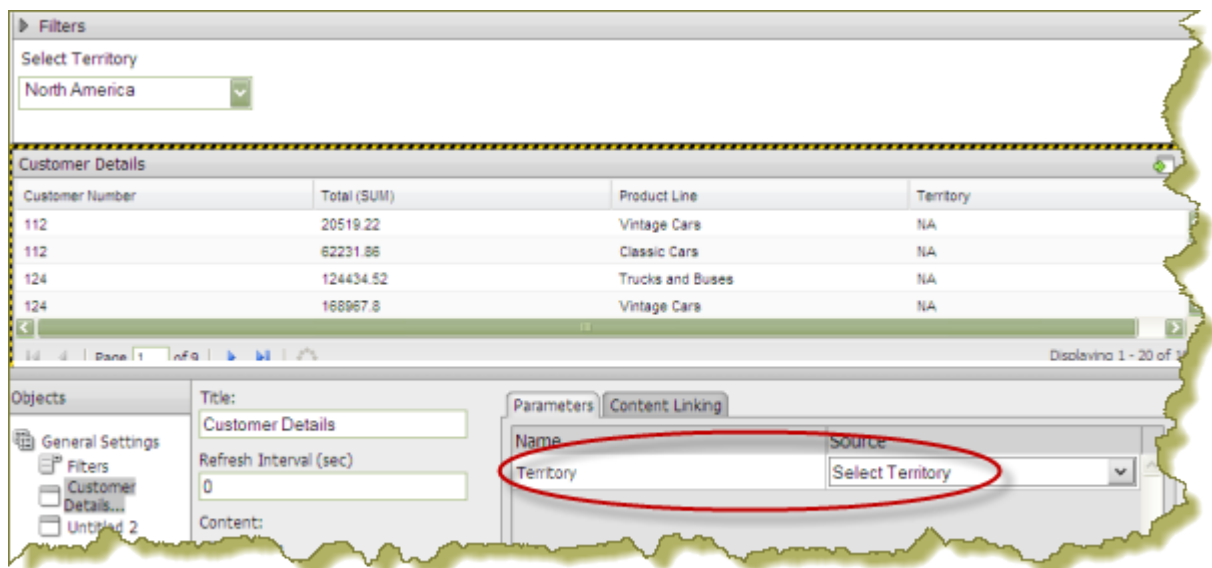 Filters
Select Territory
North America
Customer Details
Customer Number Total (SUM) Product Line Territory
112 20519.22 Vintage Cars NA
112 62231.86 Classic Cars NA
124 124434.52 Trucks and Buses NA
124 168967.8 Vintage Cars NA
Page 1 of 9 Displaying 1 - 20 of
Objects
General Settings
Filters
Customer
Details...
Untitled 2
Title:
Customer Details
Refresh Interval (sec)
0
Content:
Parameters Content Linking
Name Source
Territory Select Territory